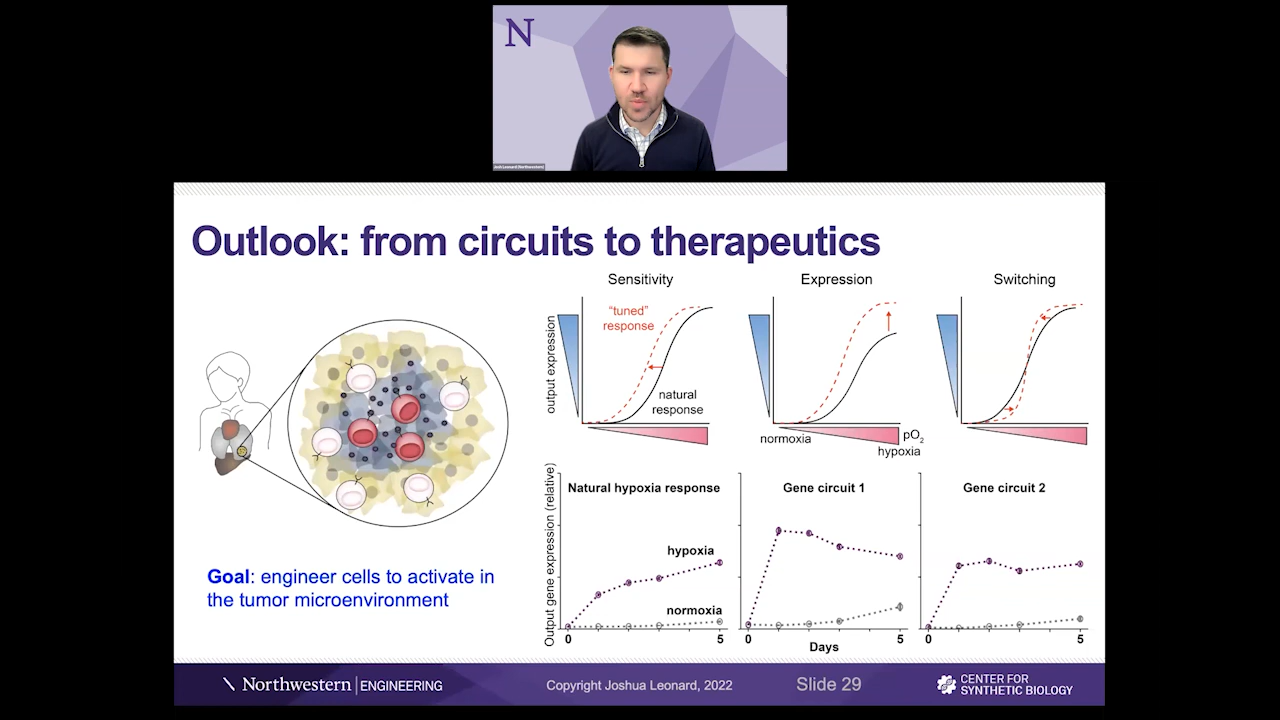 N
Josh Leonard (Northwestern)
Outlook: from circuits to therapeutics
Sensitivity
Expression
Switching
"tuned"
response
natural
response
output expression
normoxia
pO2
hypoxia
Goal: engineer cells to activate in
the tumor microenvironment
Output gene expression (relative)
Natural hypoxia response
Gene circuit 1
Gene circuit 2
hypoxia
normoxia
0
5
0
5
0
5
Days
Northwestern ENGINEERING
Copyright Joshua Leonard, 2022
Slide 29
CENTER FOR
SYNTHETIC BIOLOGY